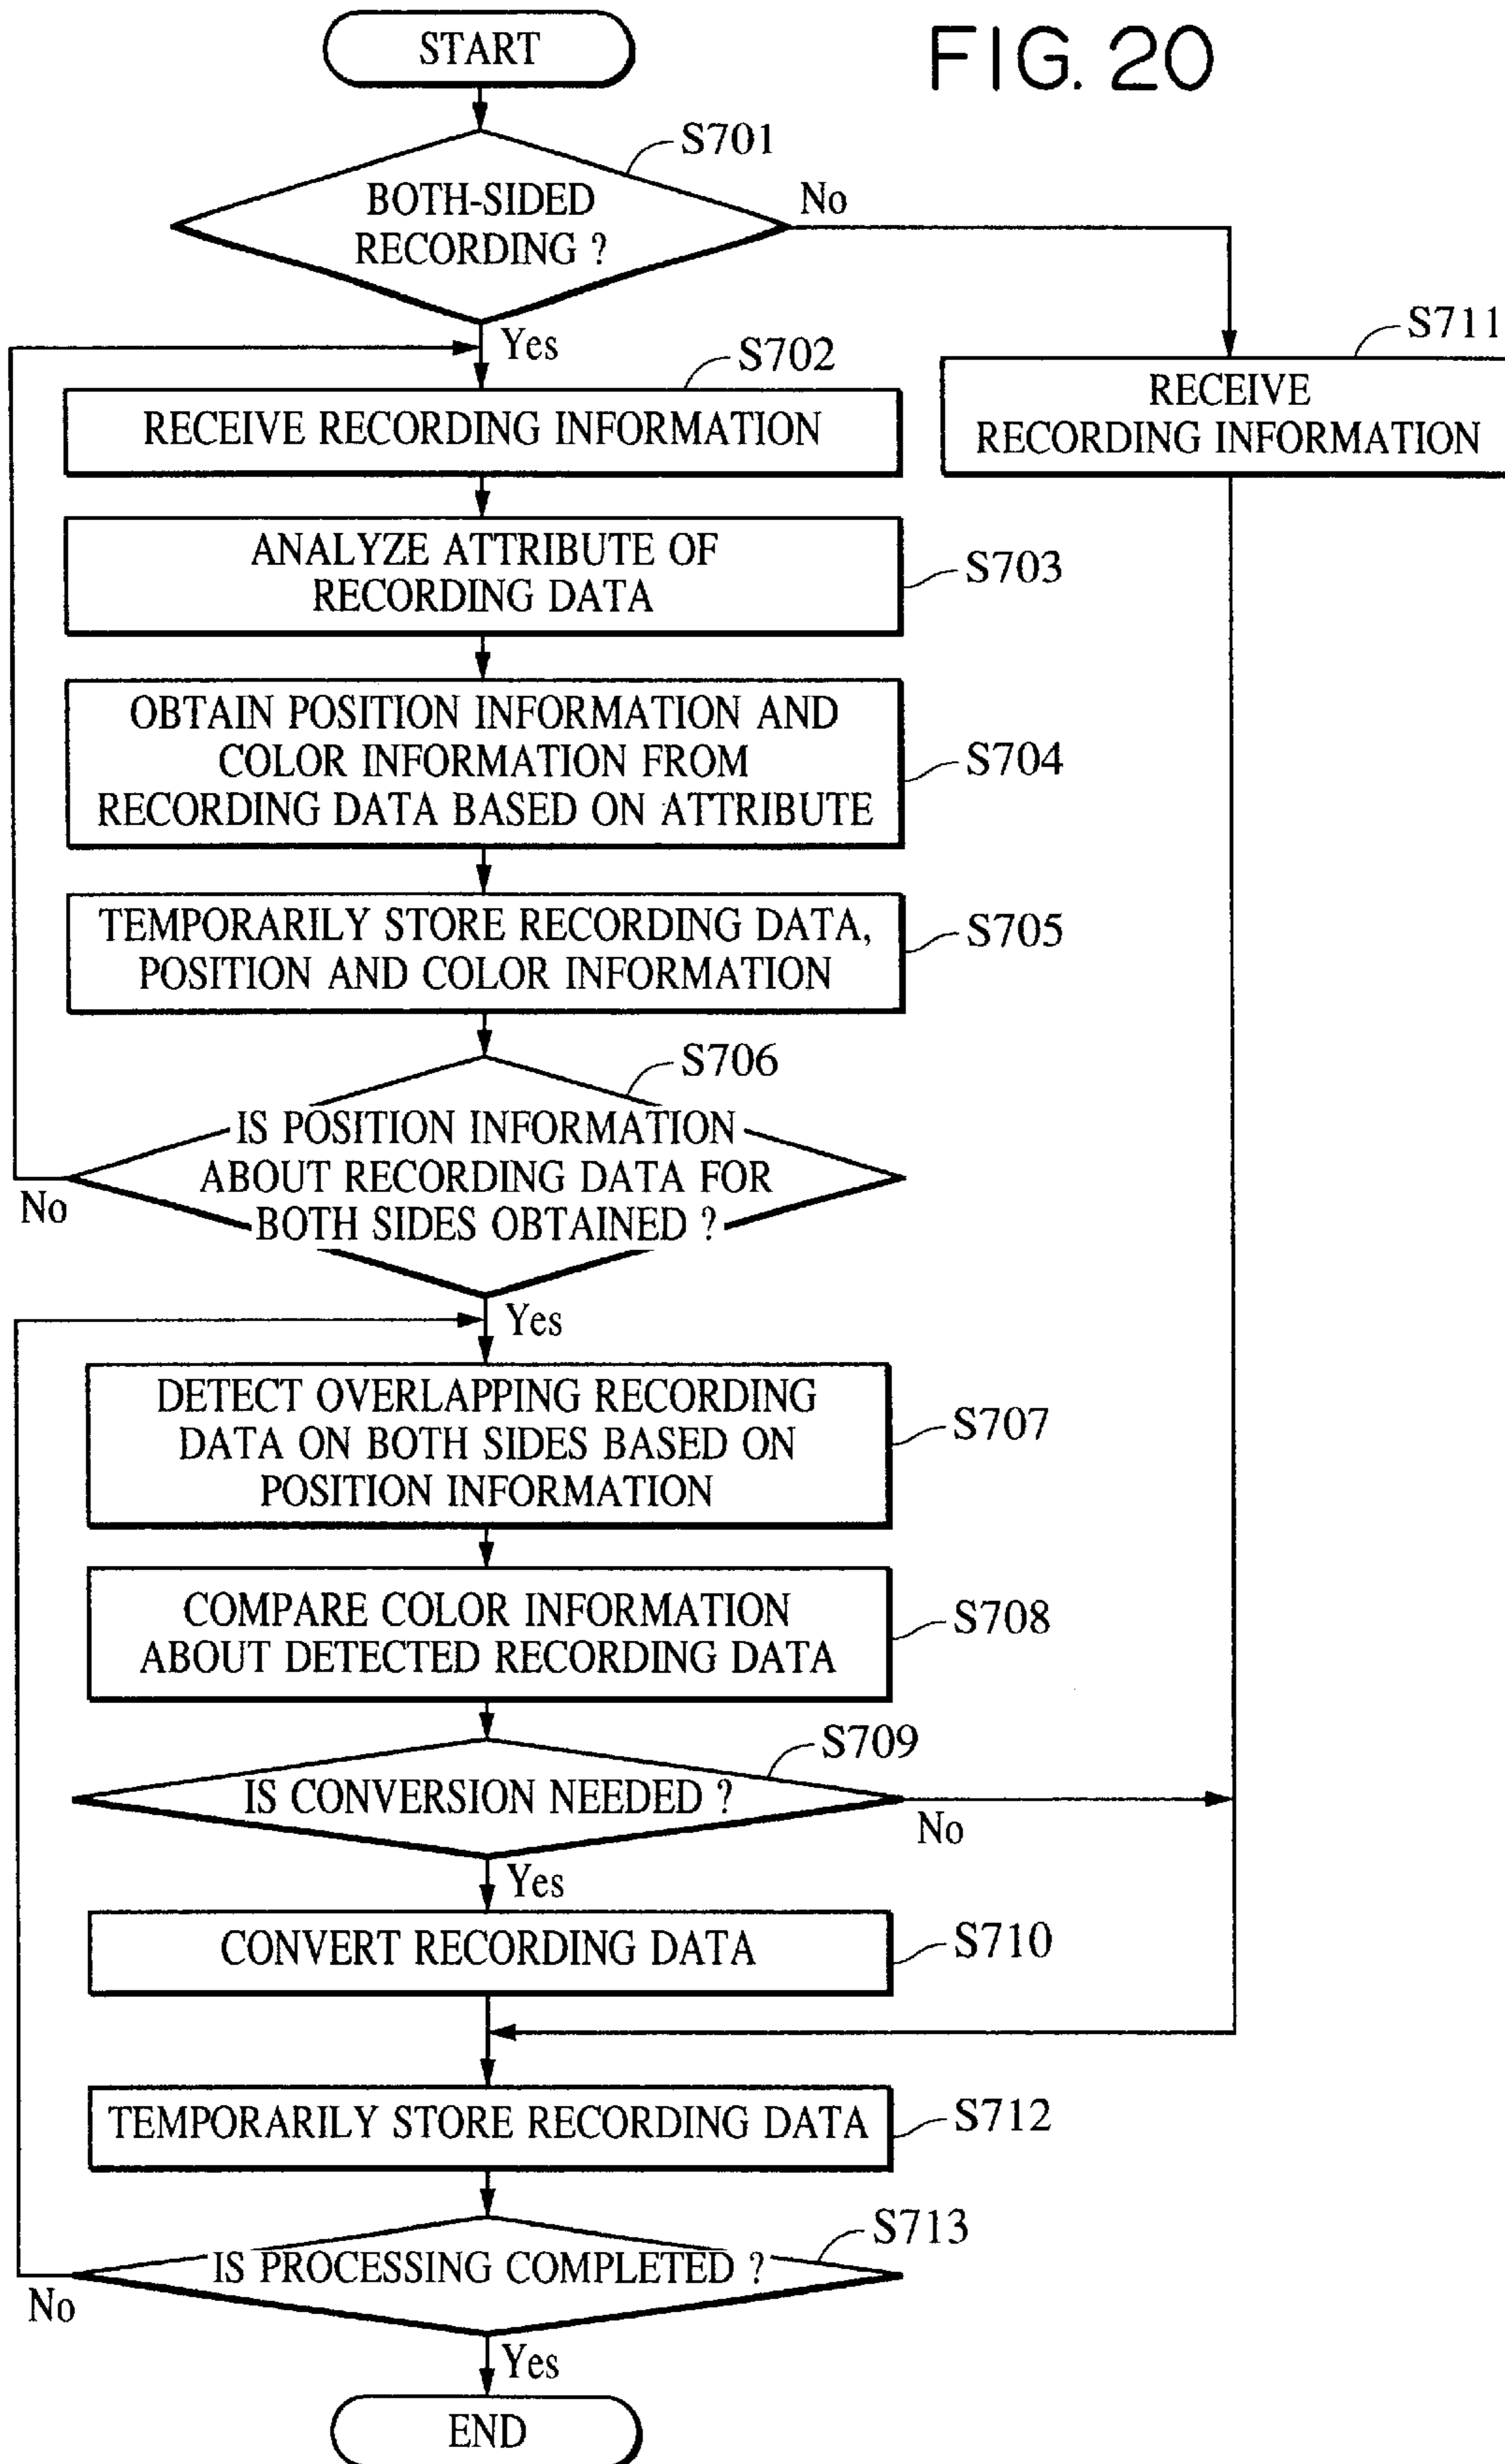 START
FIG. 20
S701
BOTH-SIDED
RECORDING ?
No
Yes
S702
RECEIVE RECORDING INFORMATION
S711
RECEIVE
RECORDING INFORMATION
ANALYZE ATTRIBUTE OF
RECORDING DATA
S703
OBTAIN POSITION INFORMATION AND
COLOR INFORMATION FROM
RECORDING DATA BASED ON ATTRIBUTE
S704
TEMPORARILY STORE RECORDING DATA,
POSITION AND COLOR INFORMATION
S705
S706
IS POSITION INFORMATION
ABOUT RECORDING DATA FOR
BOTH SIDES OBTAINED ?
No
Yes
DETECT OVERLAPPING RECORDING
DATA ON BOTH SIDES BASED ON
POSITION INFORMATION
S707
COMPARE COLOR INFORMATION
ABOUT DETECTED RECORDING DATA
S708
S709
IS CONVERSION NEEDED ?
No
Yes
CONVERT RECORDING DATA
S710
TEMPORARILY STORE RECORDING DATA
S712
S713
IS PROCESSING COMPLETED ?
No
Yes
END